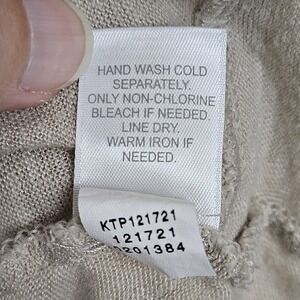 HAND WASH COLD
SEPARATELY.
ONLY NON-CHLORINE
BLEACH IF NEEDED.
LINE DRY.
WARM IRON IF
NEEDED.
KTP121721
121721